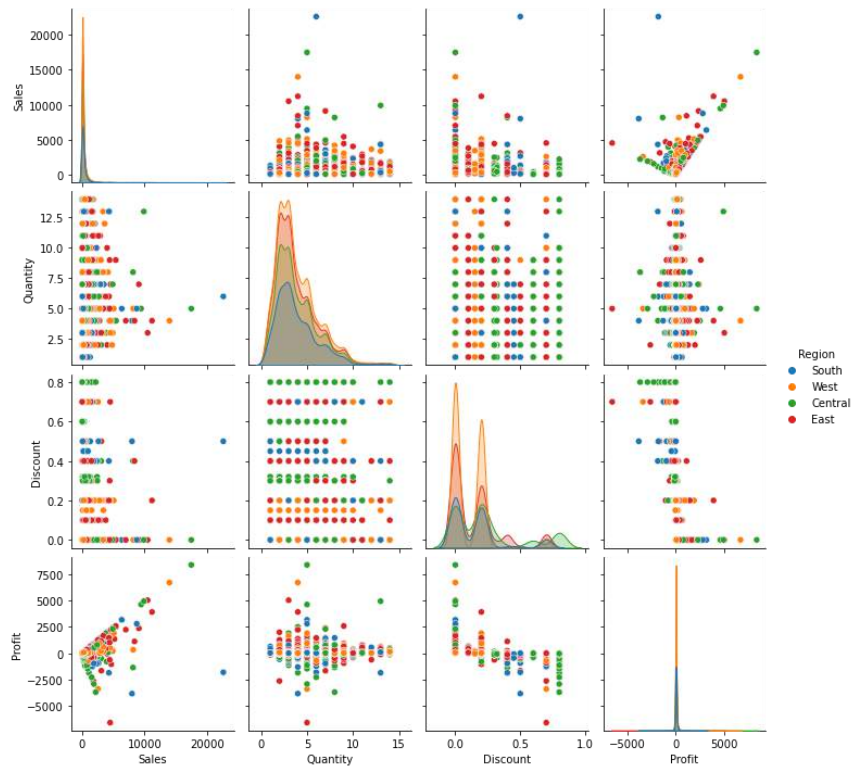 20000
15000
10000
5000
0
Sales
12.5
10.0
7.5
5.0
2.5
Quantity
0.8
0.6
0.4
0.2
0.0
Discount
7500
5000
2500
0
−2500
−5000
Profit
0 10000 20000
Sales
0 5 10 15
Quantity
0.0 0.5 1.0
Discount
−5000 0 5000
Profit
Region
South
West
Central
East